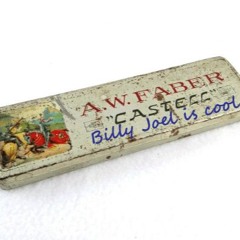 A.W. FABER
"CASTELL"
Billy Joel is cool